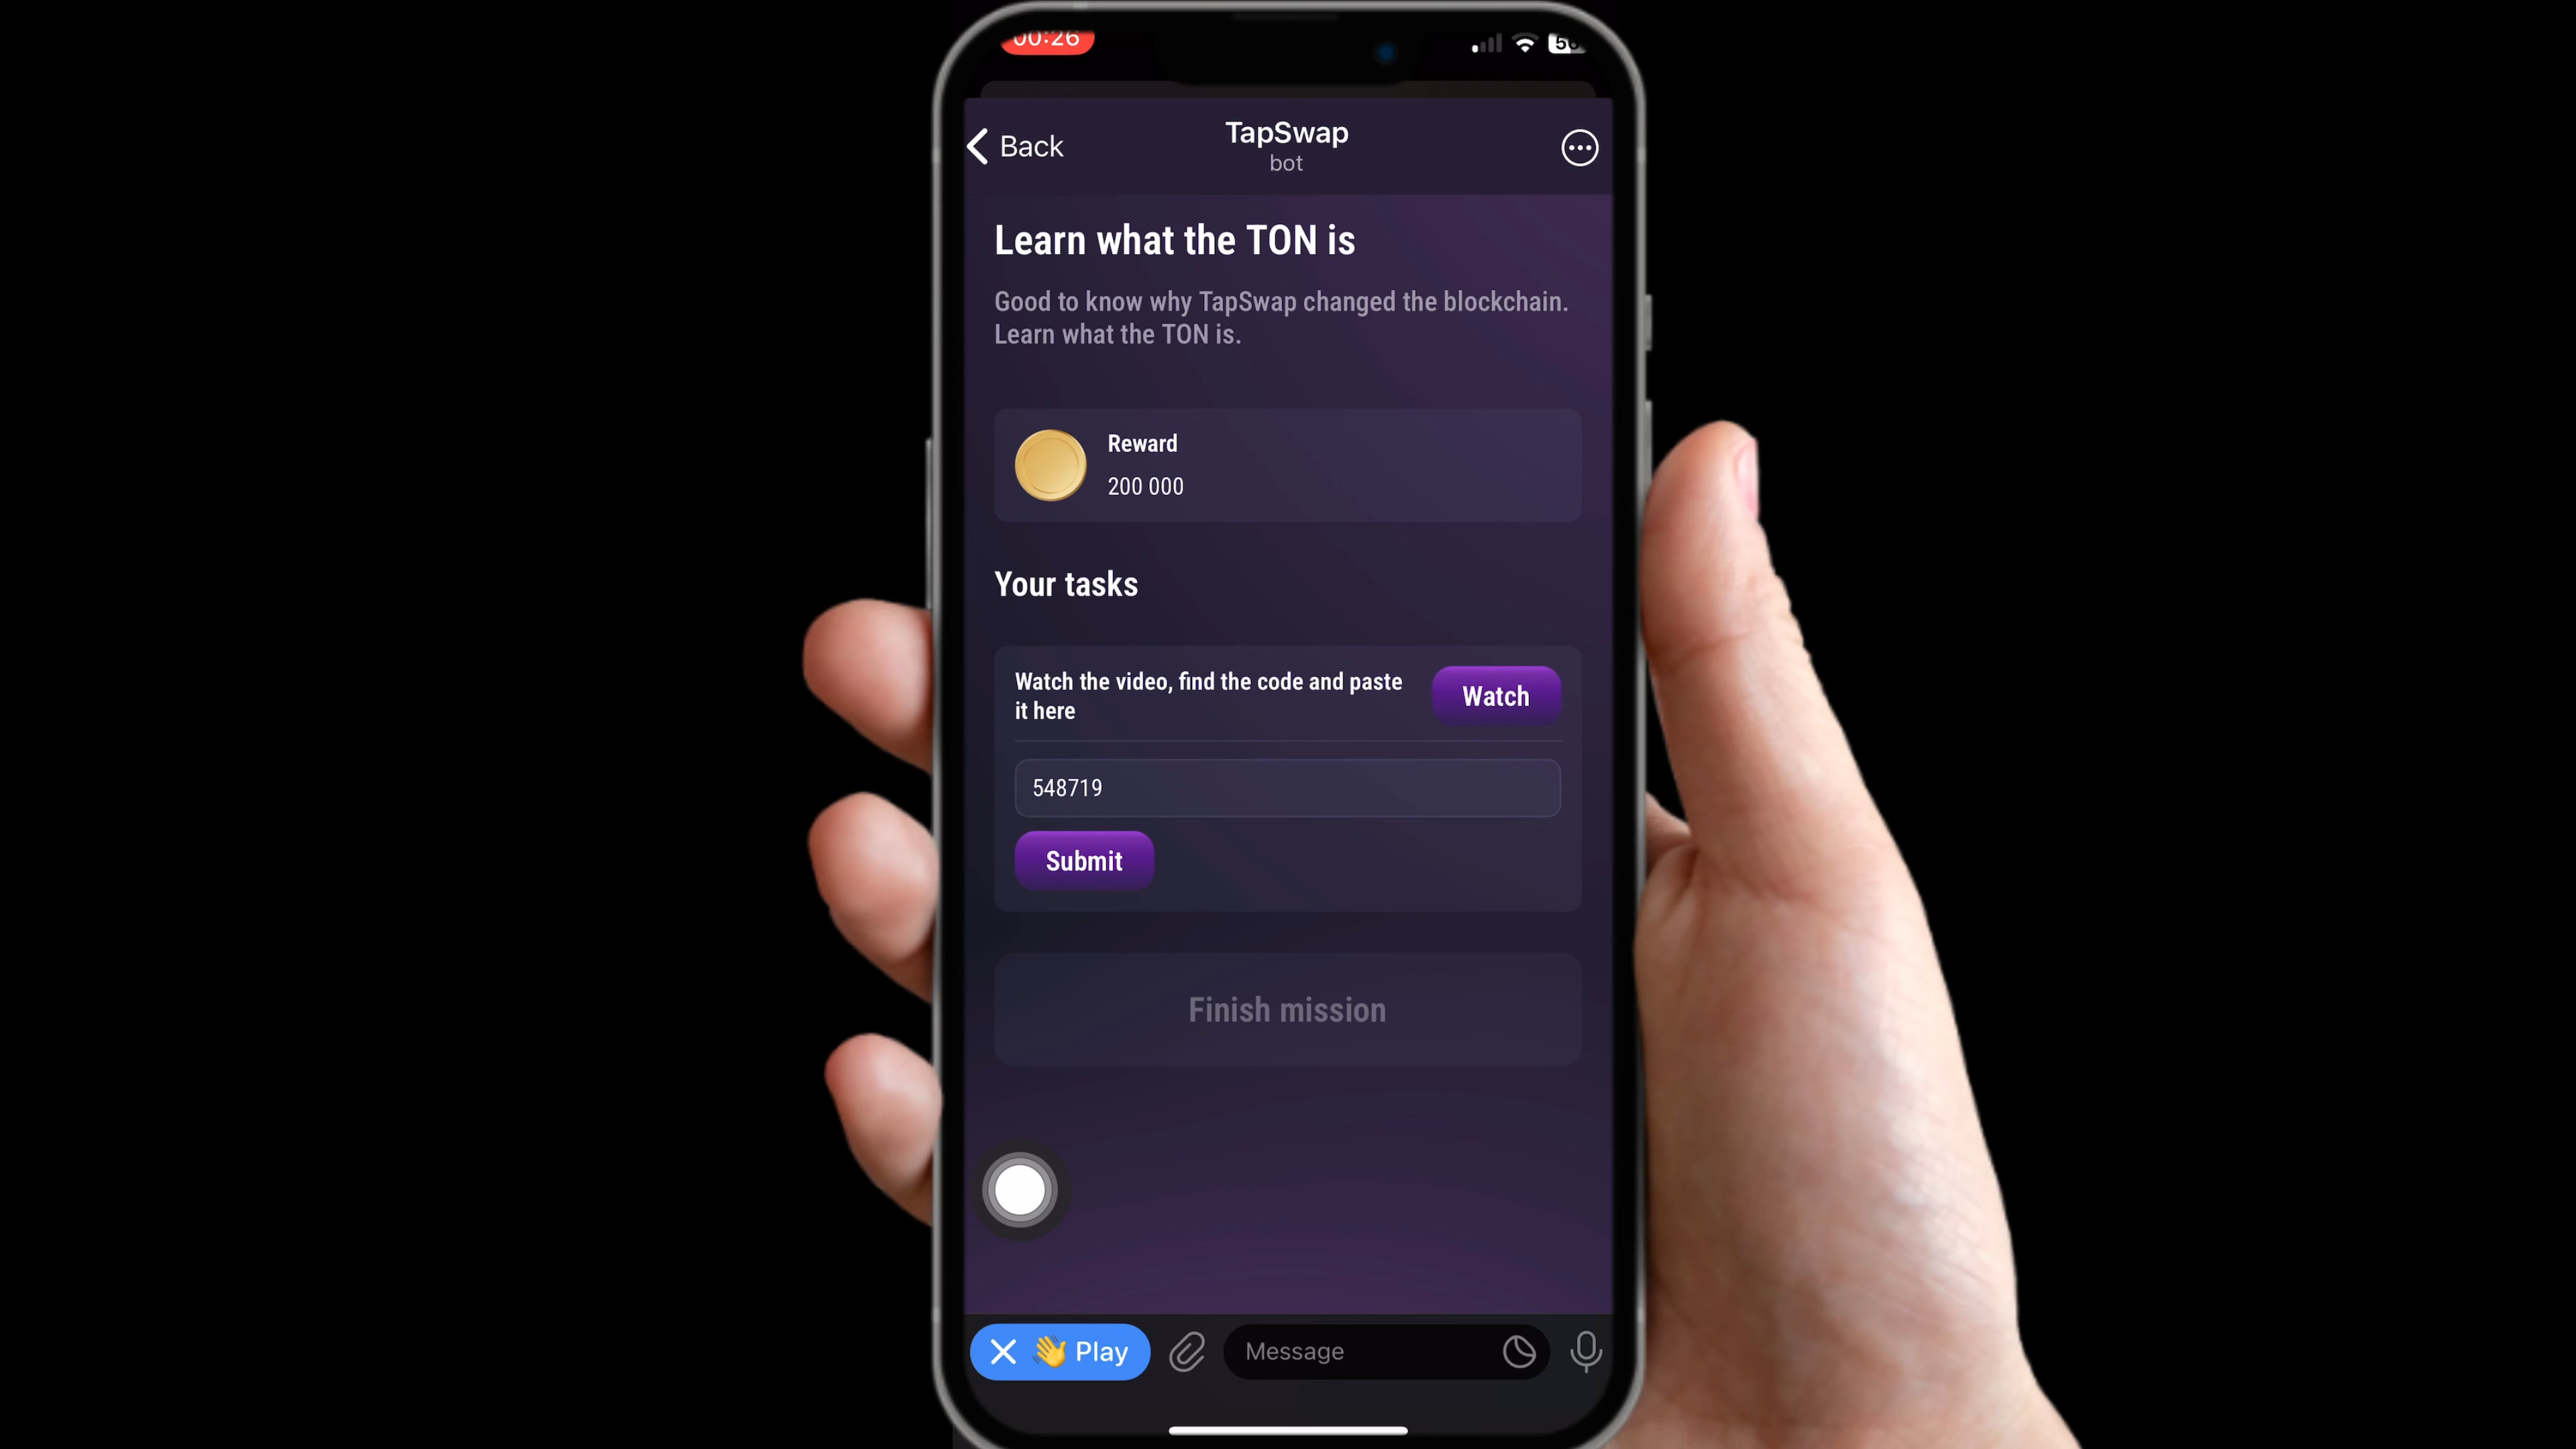 00:26
Back
TapSwap
bot
Learn what the TON is
Good to know why TapSwap changed the blockchain.
Learn what the TON is.
Reward
200 000
Your tasks
Watch the video, find the code and paste
it here
Watch
548719
Submit
Finish mission
👋 Play
Message